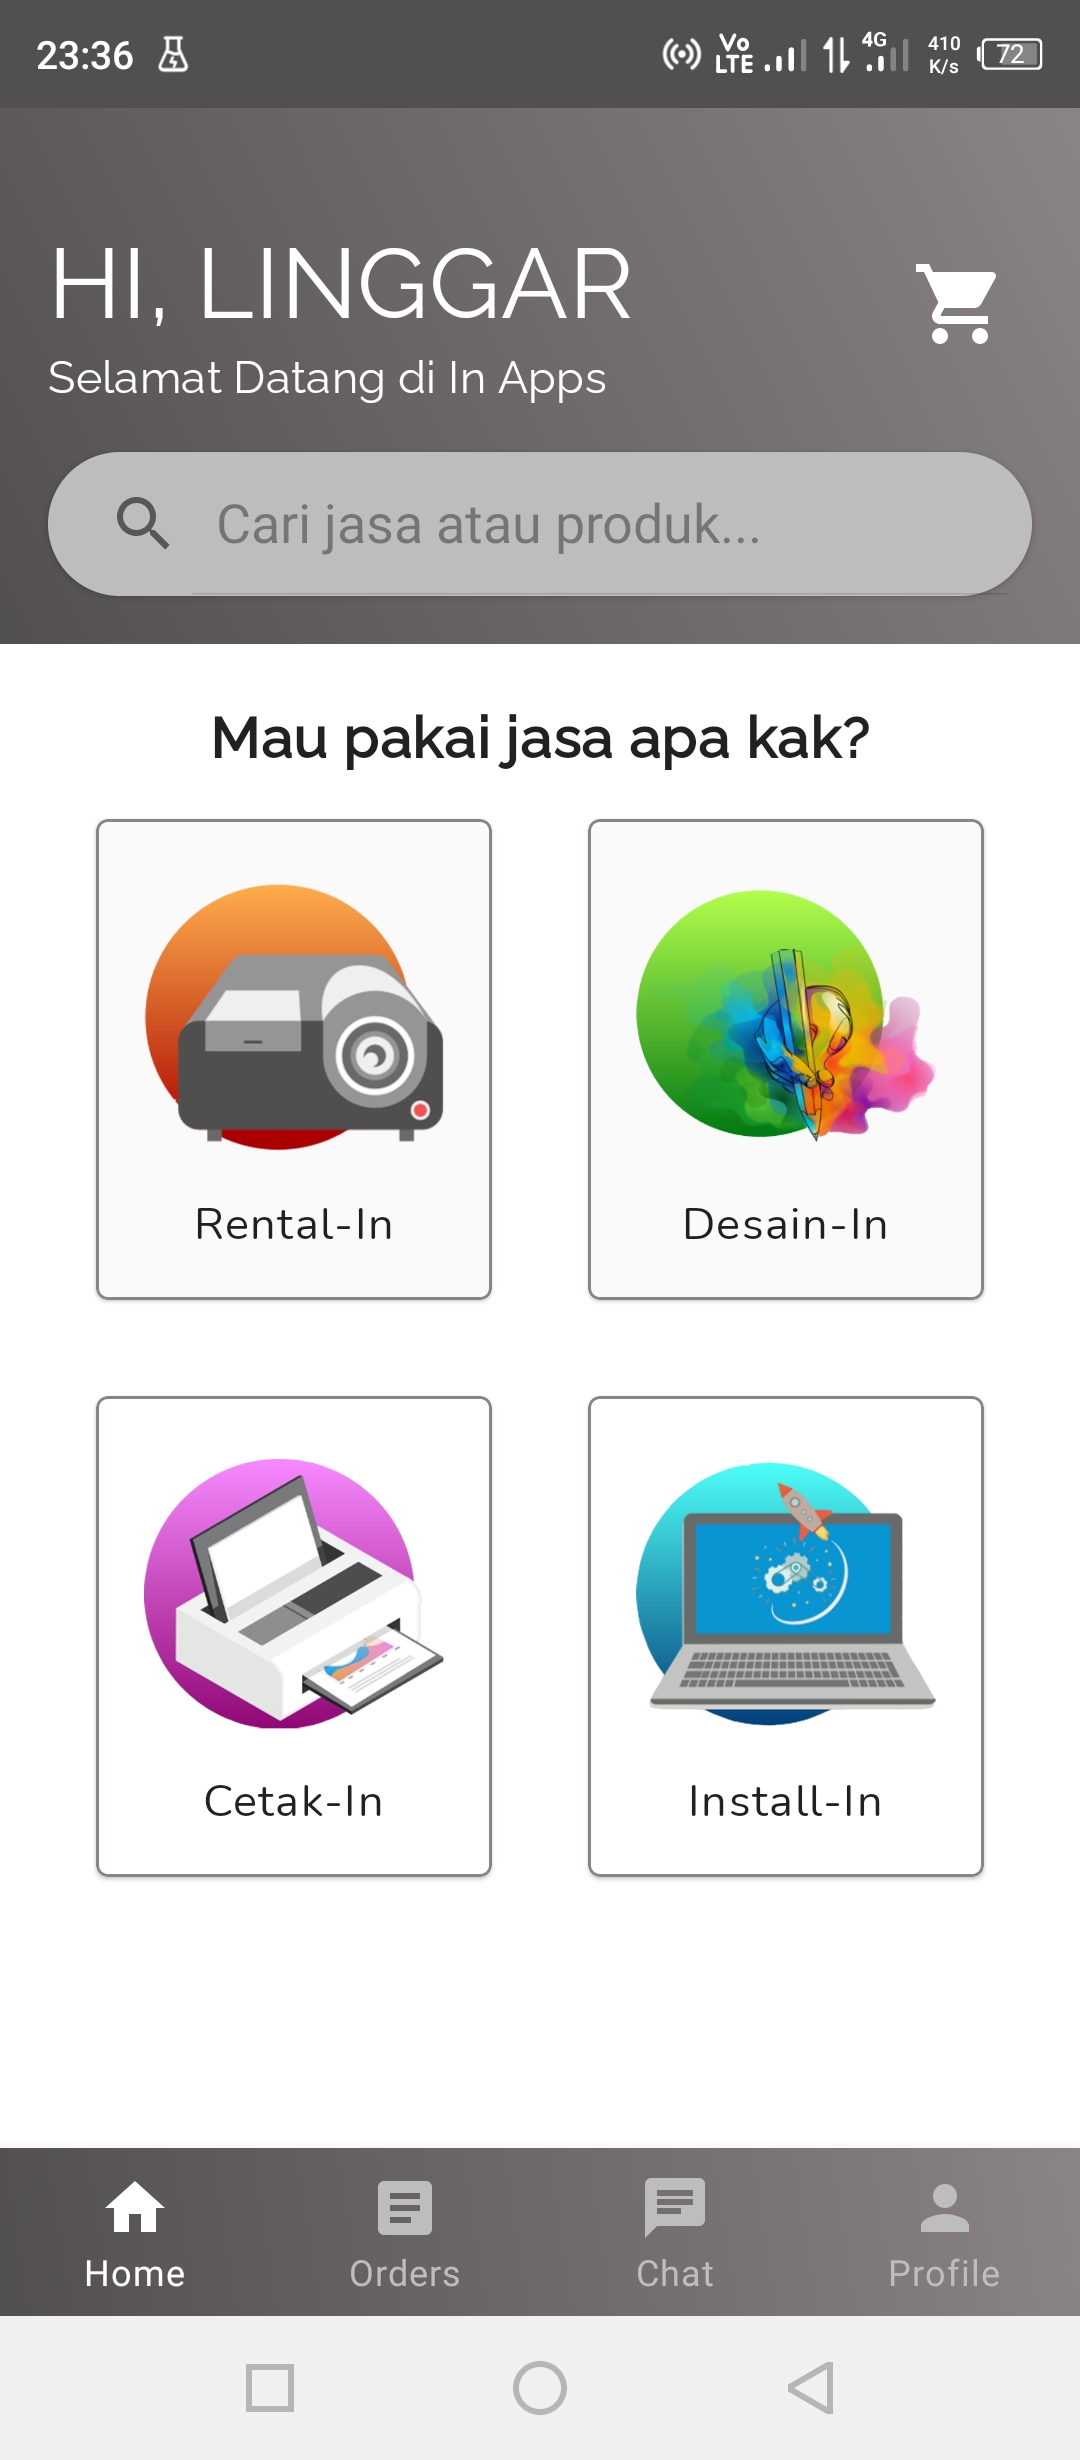 23:36
Vo LTE
4G
410 K/s
72
HI, LINGGAR
Selamat Datang di In Apps
Cari jasa atau produk...
Mau pakai jasa apa kak?
Rental-In
Desain-In
Cetak-In
Install-In
Home
Orders
Chat
Profile